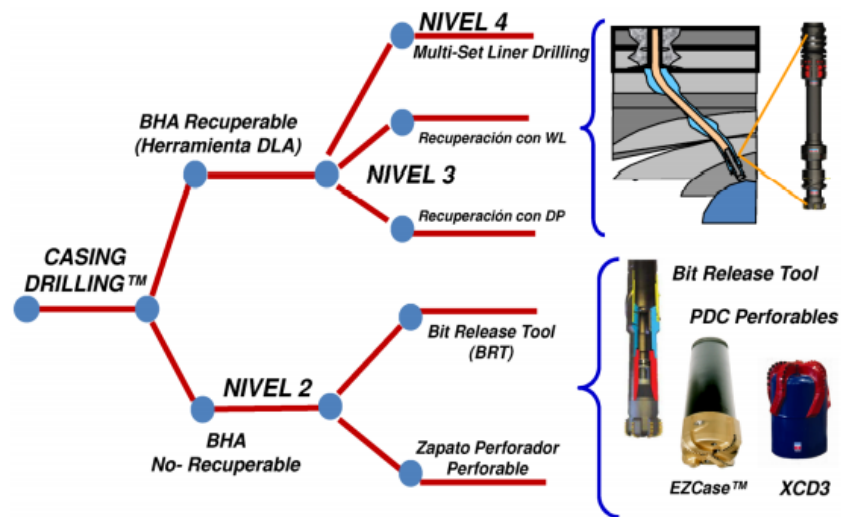 NIVEL 4
Multi-Set Liner Drilling
BHA Recuperable
(Herramienta DLA)
Recuperación con WL
NIVEL 3
Recuperación con DP
CASING
DRILLING™
Bit Release Tool
(BRT)
NIVEL 2
BHA
No- Recuperable
Zapato Perforador
Perforable
Bit Release Tool
PDC Perforables
EZCase™
XCD3